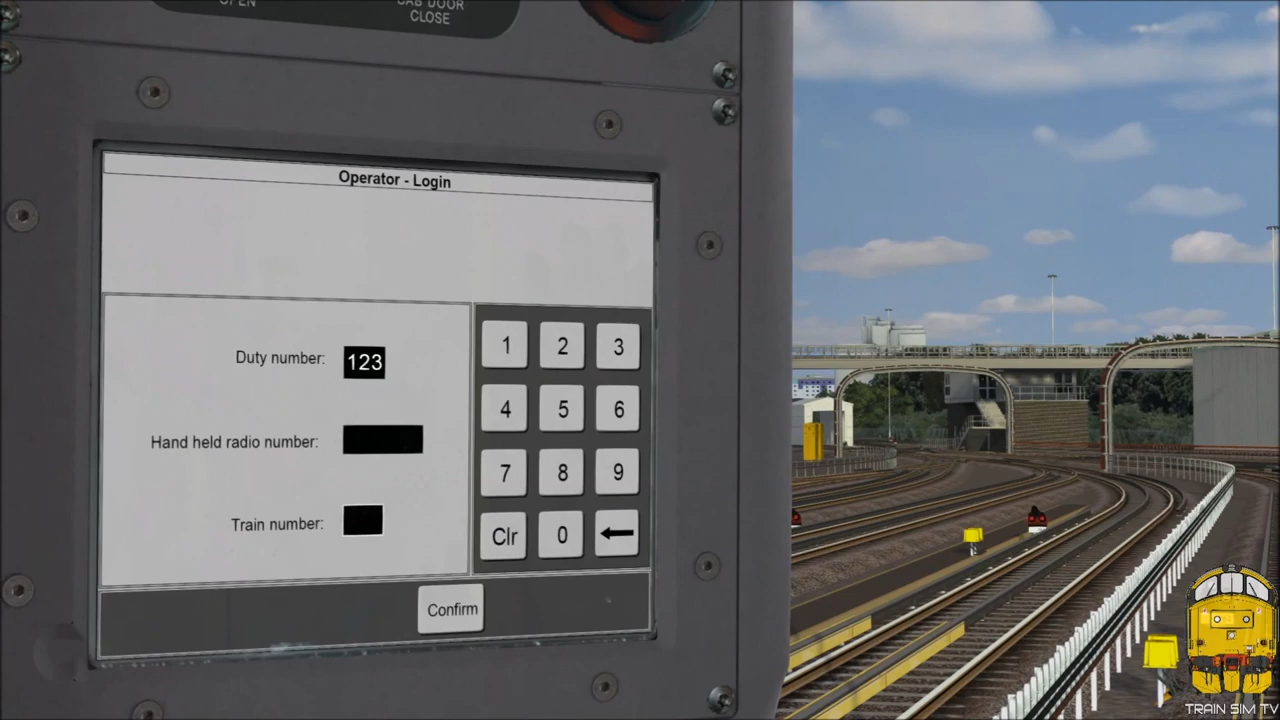 OPEN
CAB DOOR
CLOSE
Operator - Login
Duty number: 123
Hand held radio number:
Train number:
1 2 3
4 5 6
7 8 9
Clr 0
Confirm
TRAIN SIM TV